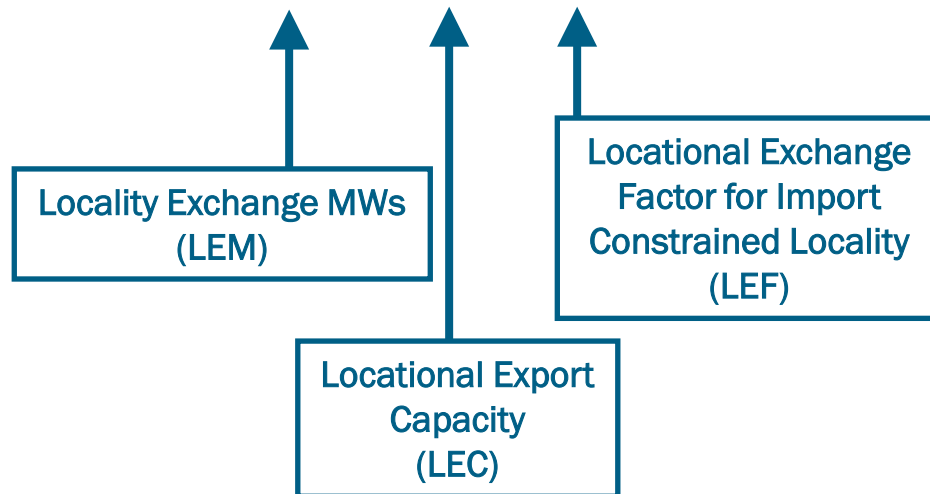 Locality Exchange MWs
(LEM)
Locational Exchange
Factor for Import
Constrained Locality
(LEF)
Locational Export
Capacity
(LEC)